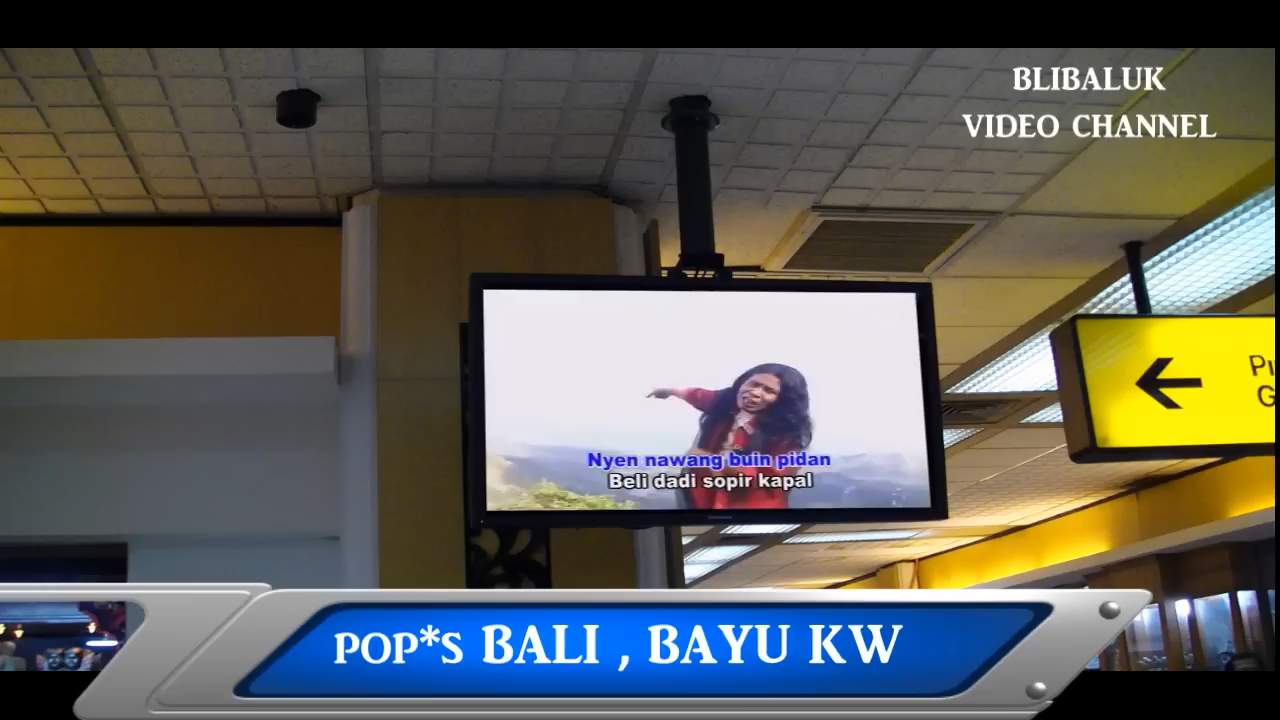 BLIBALUK
VIDEO CHANNEL
Nyen nawang buin pidan
Beli dadi sopir kapal
POP*S BALI , BAYU KW